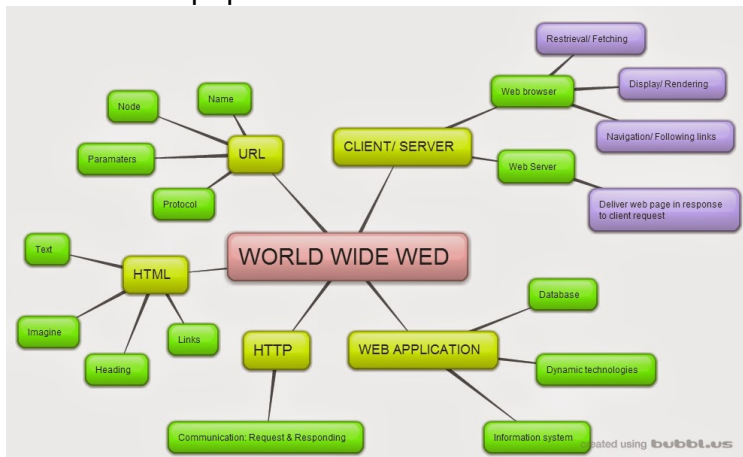 Restrieval/ Fetching
Web browser
Display/ Rendering
Navigation/ Following links
CLIENT/ SERVER
Web Server
Deliver web page in response
to client request
Name
Node
URL
Paramaters
Protocol
WORLD WIDE WED
Text
HTML
Imagine
Links
Heading
HTTP
Communication: Request & Responding
WEB APPLICATION
Database
Dynamic technologies
Information system
created using bubbl.us